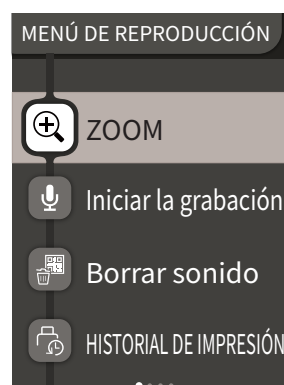 MENÚ DE REPRODUCCIÓN
ZOOM
Iniciar la grabación
Borrar sonido
HISTORIAL DE IMPRESIÓN